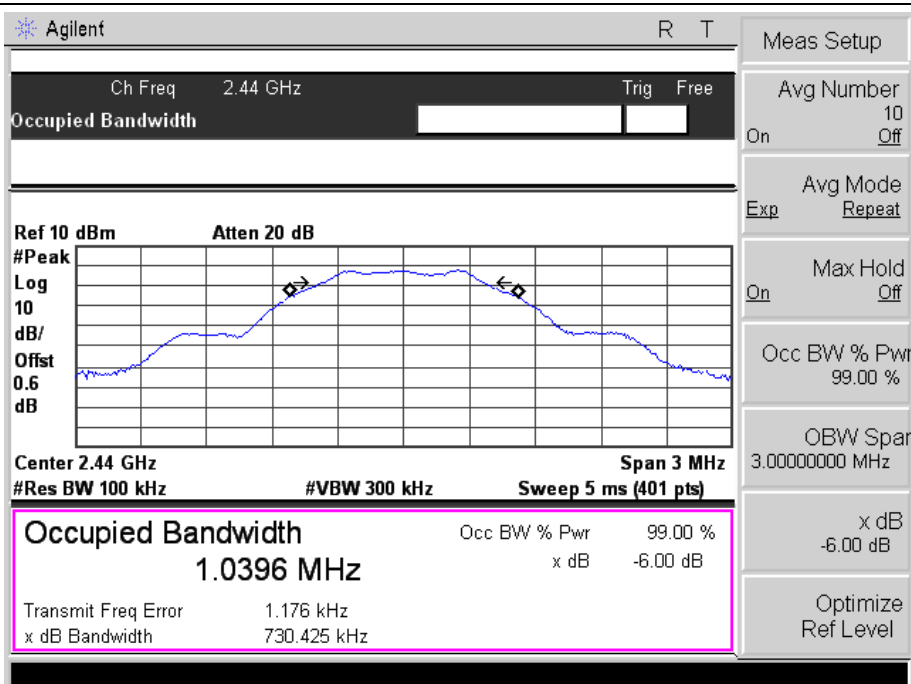 Agilent R T
Ch Freq 2.44 GHz Trig Free
Occupied Bandwidth
Ref 10 dBm Atten 20 dB
#Peak
Log
10
dB/
Offst
0.6
dB
Center 2.44 GHz Span 3 MHz
#Res BW 100 kHz #VBW 300 kHz Sweep 5 ms (401 pts)
Occupied Bandwidth
1.0396 MHz
Occ BW % Pwr 99.00 %
x dB -6.00 dB
Transmit Freq Error 1.176 kHz
x dB Bandwidth 730.425 kHz
Meas Setup
Avg Number
10
On Off
Avg Mode
Exp Repeat
Max Hold
On Off
Occ BW % Pwr
99.00 %
OBW Span
3.00000000 MHz
x dB
-6.00 dB
Optimize
Ref Level